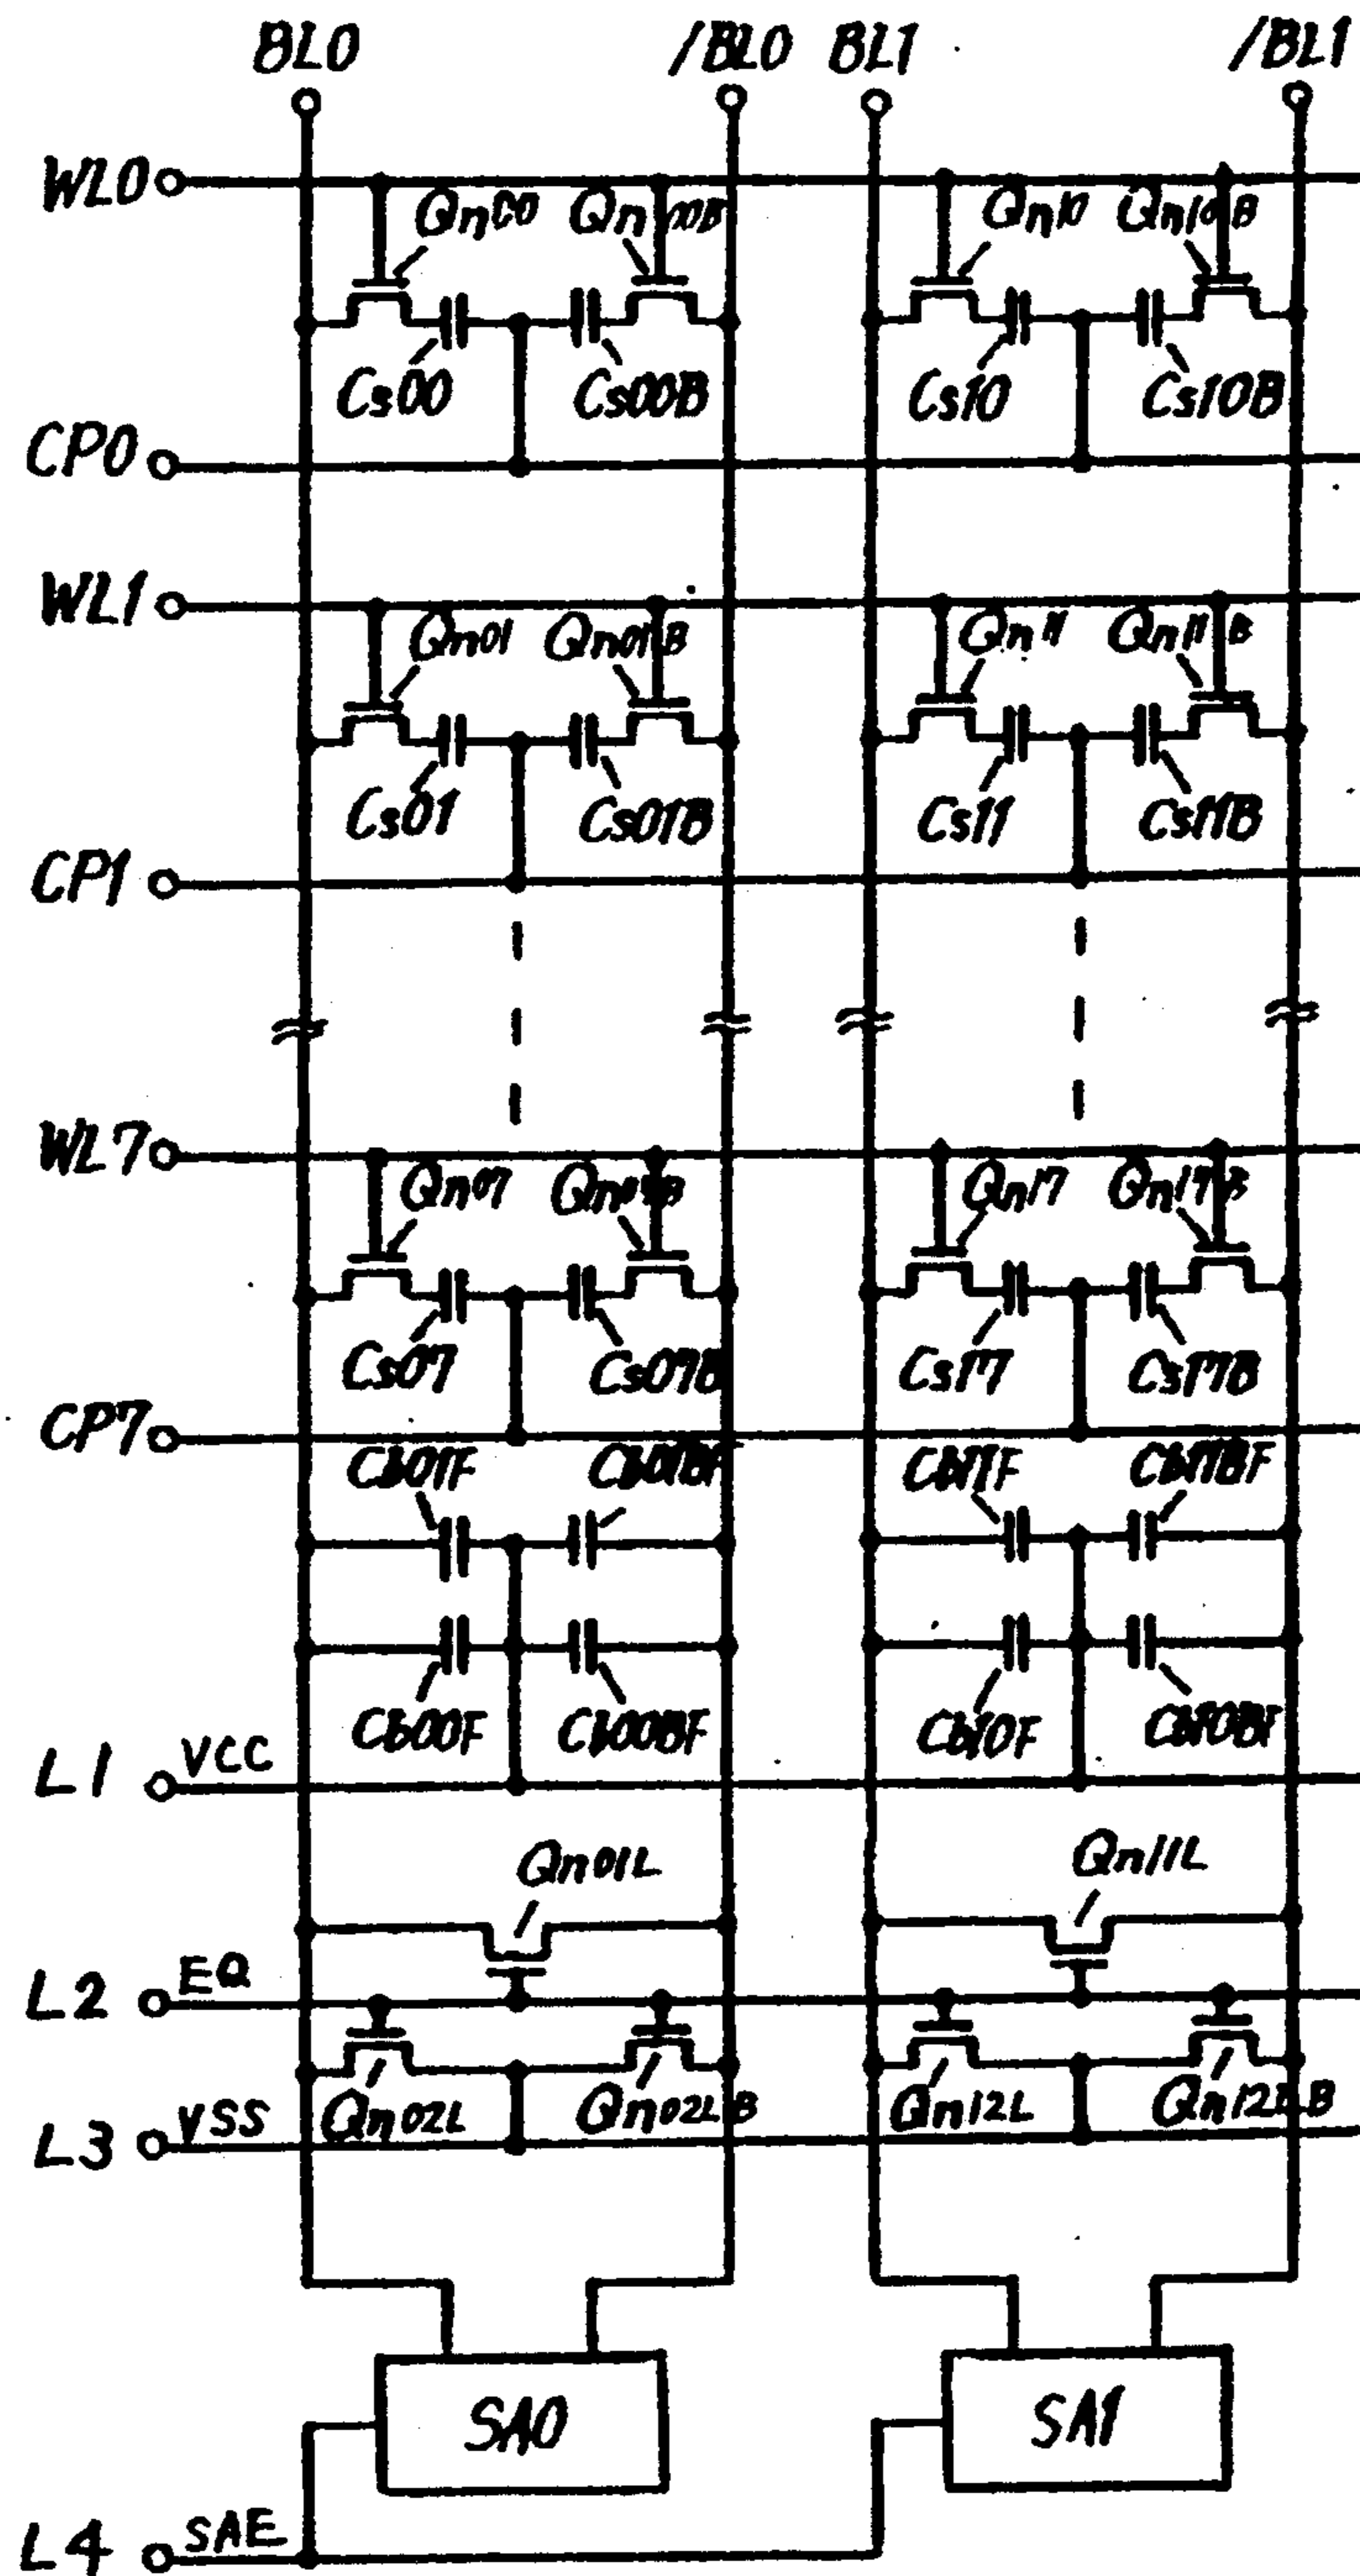 BL0 /BL0 BL1 /BL1
WL0
Qn00 Qn00B Qn10 Qn10B
Cs00 Cs00B Cs10 Cs10B
CP0
WL1
Qn01 Qn01B Qn11 Qn11B
Cs01 Cs01B Cs11 Cs11B
CP1
WL7
Qn07 Qn07B Qn17 Qn17B
Cs07 Cs07B Cs17 Cs17B
CP7
Cb01F Cb01BF Cb11F Cb11BF
Cb00F Cb00BF Cb10F Cb10BF
L1 VCC
Qn01L Qn11L
L2 EQ
Qn02L Qn02LB Qn12L Qn12LB
L3 VSS
SA0 SA1
L4 SAE